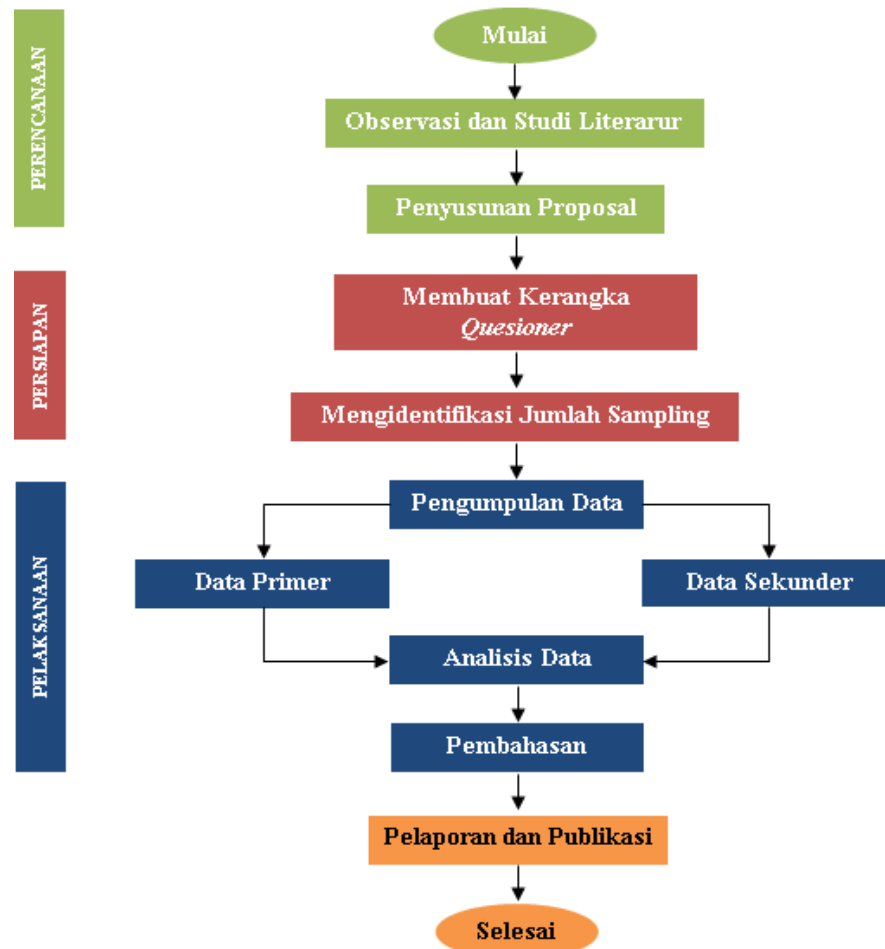 PERENCANAAN
Mulai
Observasi dan Studi Literarur
Penyusunan Proposal
PERSIAPAN
Membuat Kerangka
Quesioner
Mengidentifikasi Jumlah Sampling
PELAKSANAAN
Pengumpulan Data
Data Primer
Data Sekunder
Analisis Data
Pembahasan
Pelaporan dan Publikasi
Selesai